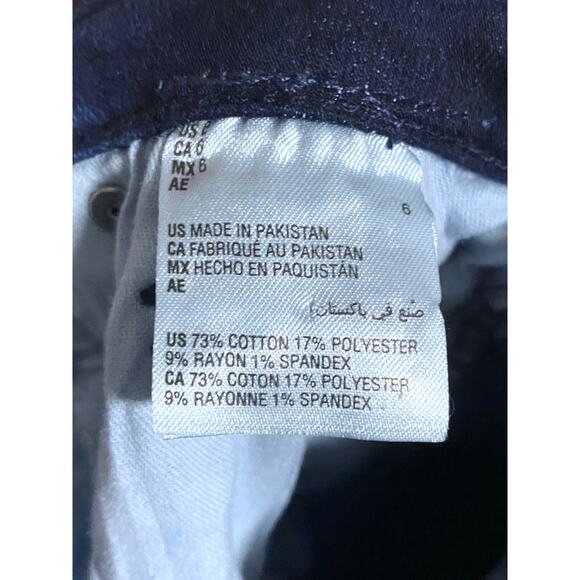 US 6
CA 6
MX 6
AE
6
US MADE IN PAKISTAN
CA FABRIQUÉ AU PAKISTAN
MX HECHO EN PAQUISTÁN
AE
صنع في باكستان)
US 73% COTTON 17% POLYESTER
9% RAYON 1% SPANDEX
CA 73% COTON 17% POLYESTER
9% RAYONNE 1% SPANDEX